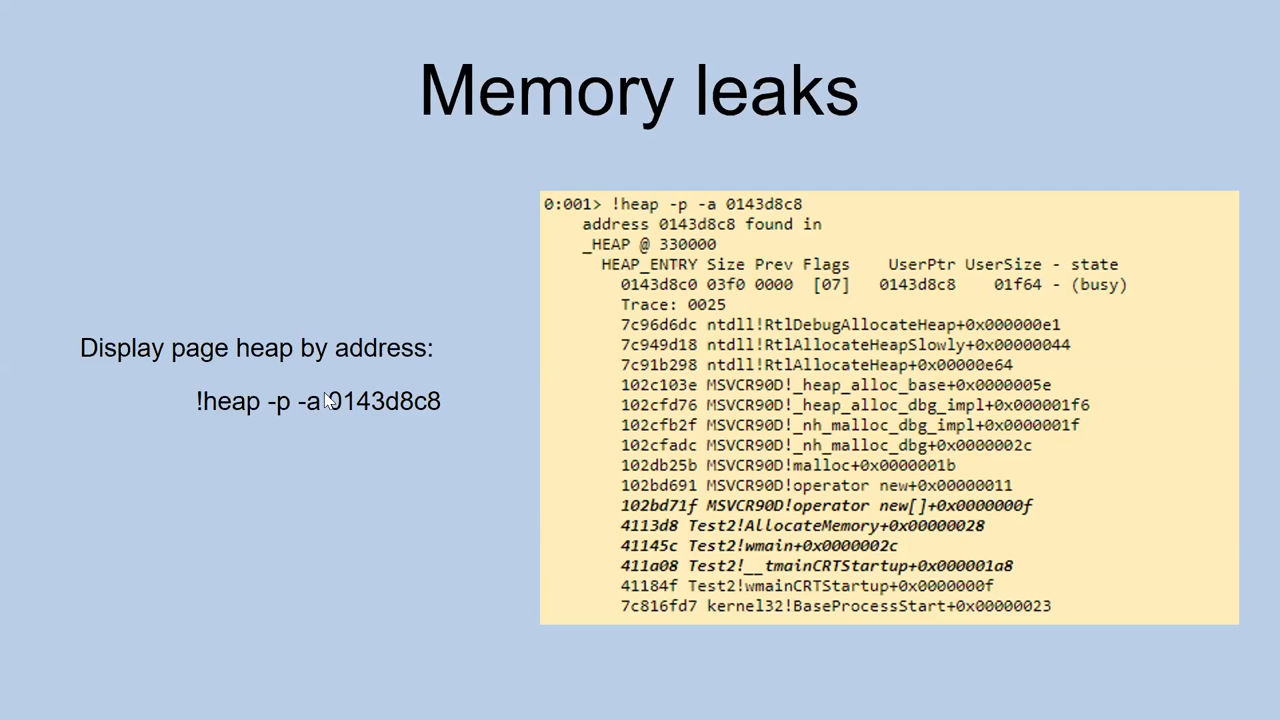 Memory leaks
Display page heap by address:
!heap -p -a 0143d8c8
0:001> !heap -p -a 0143d8c8
address 0143d8c8 found in
_HEAP @ 330000
HEAP_ENTRY Size Prev Flags UserPtr UserSize - state
0143d8c0 03f0 0000 [07] 0143d8c8 01f64 - (busy)
Trace: 0025
7c96d6dc ntdll!RtlDebugAllocateHeap+0x000000e1
7c949d18 ntdll!RtlAllocateHeapSlowly+0x00000044
7c91b298 ntdll!RtlAllocateHeap+0x00000e64
102c103e MSVCR90D!_heap_alloc_base+0x0000005e
102cfd76 MSVCR90D!_heap_alloc_dbg_impl+0x000001f6
102cfb2f MSVCR90D!_nh_malloc_dbg_impl+0x0000001f
102cfadc MSVCR90D!_nh_malloc_dbg+0x0000002c
102db25b MSVCR90D!malloc+0x0000001b
102bd691 MSVCR90D!operator new+0x00000011
102bd71f MSVCR90D!operator new[]+0x0000000f
4113d8 Test2!AllocateMemory+0x00000028
41145c Test2!wmain+0x0000002c
411a08 Test2!__tmainCRTStartup+0x000001a8
41184f Test2!wmainCRTStartup+0x0000000f
7c816fd7 kernel32!BaseProcessStart+0x00000023